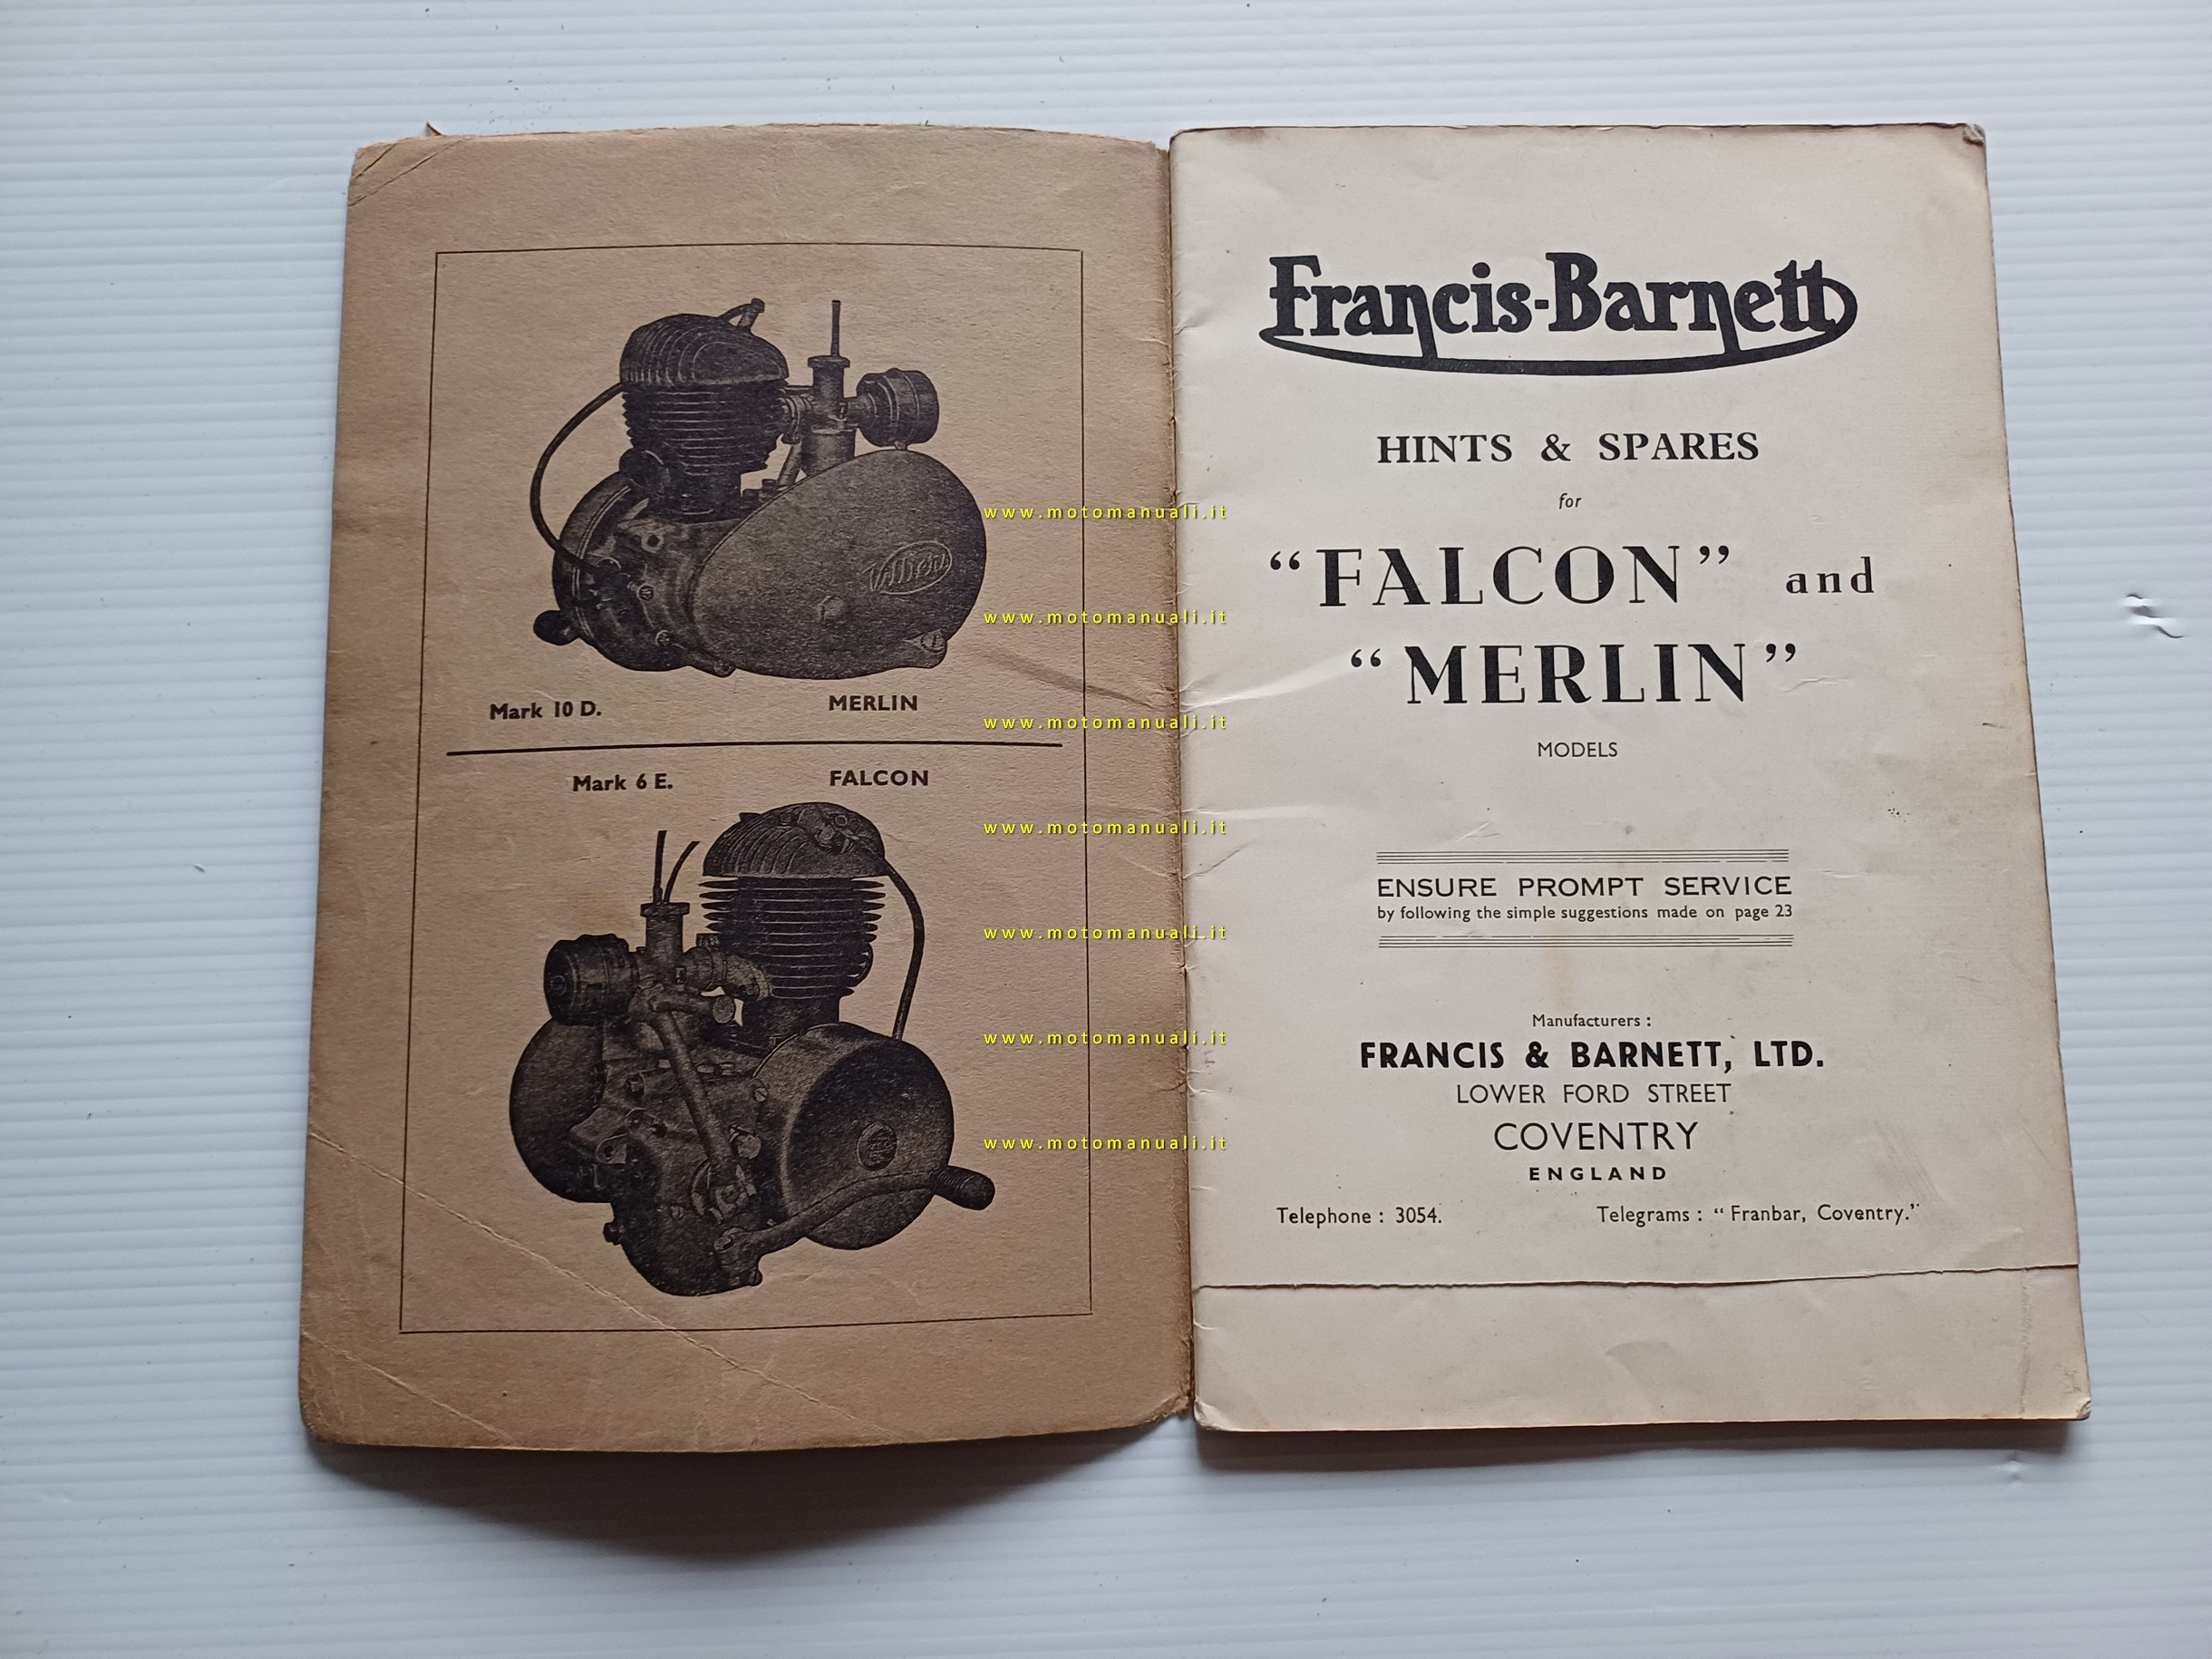 Villiers
Mark 10 D. MERLIN
Mark 6 E. FALCON
Francis-Barnett
HINTS & SPARES
for
“FALCON” and
“MERLIN”
MODELS
ENSURE PROMPT SERVICE
by following the simple suggestions made on page 23
Manufacturers :
FRANCIS & BARNETT, LTD.
LOWER FORD STREET
COVENTRY
ENGLAND
Telephone : 3054. Telegrams : “ Franbar, Coventry.”
www.motomanuali.it
www.motomanuali.it
www.motomanuali.it
www.motomanuali.it
www.motomanuali.it
www.motomanuali.it
www.motomanuali.it